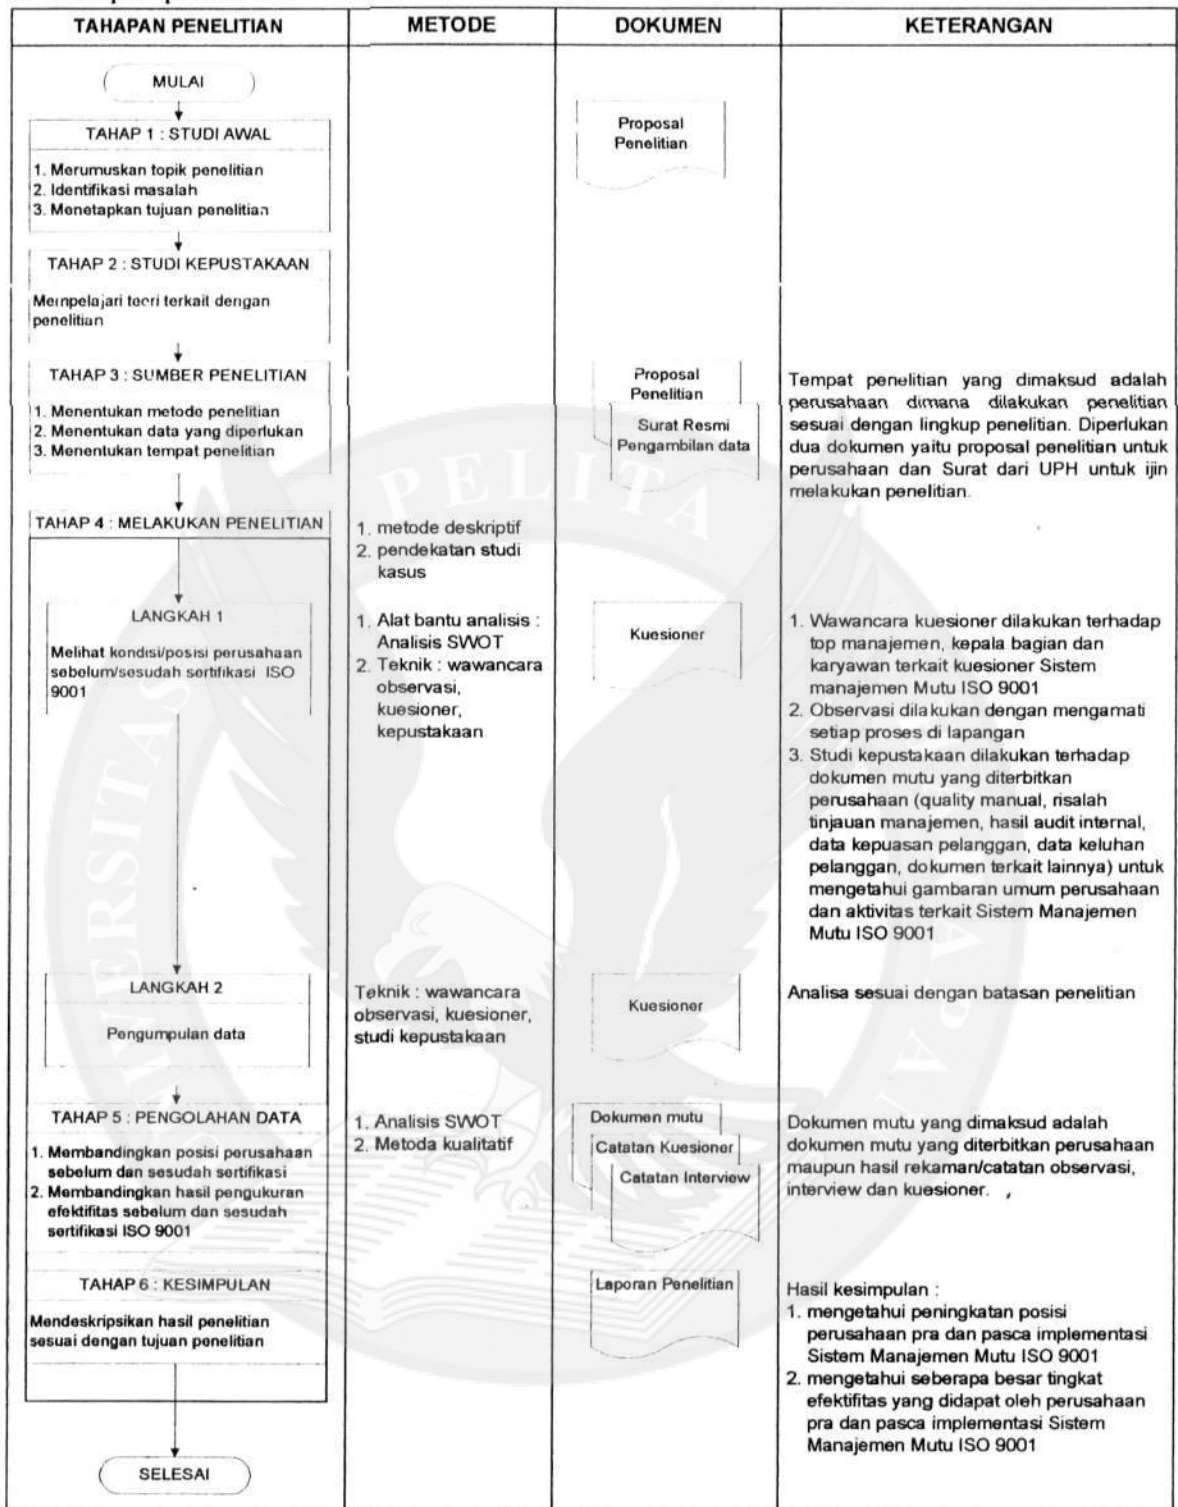 TAHAPAN PENELITIAN
METODE
DOKUMEN
KETERANGAN
MULAI
TAHAP 1 : STUDI AWAL
1. Merumuskan topik penelitian
2. Identifikasi masalah
3. Menetapkan tujuan penelitian
Proposal
Penelitian
TAHAP 2 : STUDI KEPUSTAKAAN
Mempelajari teori terkait dengan
penelitian
TAHAP 3 : SUMBER PENELITIAN
1. Menentukan metode penelitian
2. Menentukan data yang diperlukan
3. Menentukan tempat penelitian
Proposal
Penelitian
Surat Resmi
Pengambilan data
Tempat penelitian yang dimaksud adalah
perusahaan dimana dilakukan penelitian
sesuai dengan lingkup penelitian. Diperlukan
dua dokumen yaitu proposal penelitian untuk
perusahaan dan Surat dari UPH untuk ijin
melakukan penelitian.
TAHAP 4 : MELAKUKAN PENELITIAN
1. metode deskriptif
2. pendekatan studi
kasus
LANGKAH 1
Melihat kondisi/posisi perusahaan
sebelum/sesudah sertifikasi ISO
9001
1. Alat bantu analisis :
Analisis SWOT
2. Teknik : wawancara
observasi,
kuesioner,
kepustakaan
Kuesioner
1. Wawancara kuesioner dilakukan terhadap
top manajemen, kepala bagian dan
karyawan terkait kuesioner Sistem
manajemen Mutu ISO 9001
2. Observasi dilakukan dengan mengamati
setiap proses di lapangan
3. Studi kepustakaan dilakukan terhadap
dokumen mutu yang diterbitkan
perusahaan (quality manual, risalah
tinjauan manajemen, hasil audit internal,
data kepuasan pelanggan, data keluhan
pelanggan, dokumen terkait lainnya) untuk
mengetahui gambaran umum perusahaan
dan aktivitas terkait Sistem Manajemen
Mutu ISO 9001
LANGKAH 2
Pengumpulan data
Teknik : wawancara
observasi, kuesioner,
studi kepustakaan
Kuesioner
Analisa sesuai dengan batasan penelitian
TAHAP 5 : PENGOLAHAN DATA
1. Membandingkan posisi perusahaan
sebelum dan sesudah sertifikasi
2. Membandingkan hasil pengukuran
efektifitas sebelum dan sesudah
sertifikasi ISO 9001
1. Analisis SWOT
2. Metoda kualitatif
Dokumen mutu
Catatan Kuesioner
Catatan Interview
Dokumen mutu yang dimaksud adalah
dokumen mutu yang diterbitkan perusahaan
maupun hasil rekaman/catatan observasi,
interview dan kuesioner.
TAHAP 6 : KESIMPULAN
Mendeskripsikan hasil penelitian
sesuai dengan tujuan penelitian
Laporan Penelitian
Hasil kesimpulan :
1. mengetahui peningkatan posisi
perusahaan pra dan pasca implementasi
Sistem Manajemen Mutu ISO 9001
2. mengetahui seberapa besar tingkat
efektifitas yang didapat oleh perusahaan
pra dan pasca implementasi Sistem
Manajemen Mutu ISO 9001
SELESAI
UNIVERSITAS
PELITA